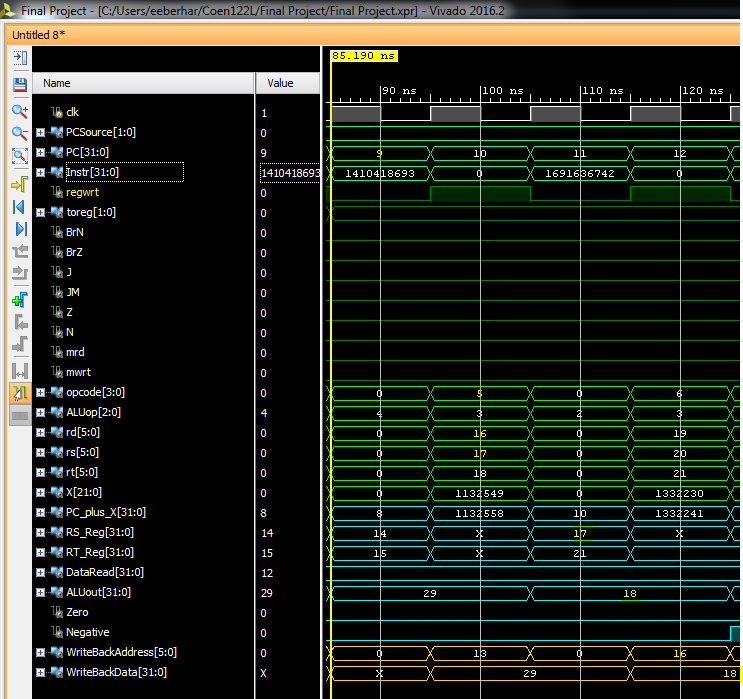 Final Project - [C:/Users/eeberhar/Coen122L/Final Project/Final Project.xpr] - Vivado 2016.2
Untitled 8*
85.190 ns
Name Value
90 ns 100 ns 110 ns 120 ns
clk 1
PCSource[1:0] 0
PC[31:0] 9 9 10 11 12
Instr[31:0] 1410418693 1410418693 0 1691636742 0
regwrt 0
toreg[1:0] 0
BrN 0
BrZ 0
J 0
JM 0
Z 0
N 0
mrd 0
mwrt 0
opcode[3:0] 0 0 5 0 6
ALUop[2:0] 4 4 3 2 3
rd[5:0] 0 0 16 0 19
rs[5:0] 0 0 17 0 20
rt[5:0] 0 0 18 0 21
X[21:0] 0 0 1132549 0 1332230
PC_plus_X[31:0] 8 8 1132558 10 1332241
RS_Reg[31:0] 14 14 X 17 X
RT_Reg[31:0] 15 15 X 21
DataRead[31:0] 12
ALUout[31:0] 29 29 18
Zero 0
Negative 0
WriteBackAddress[5:0] 0 0 13 0 16
WriteBackData[31:0] X X 29 18